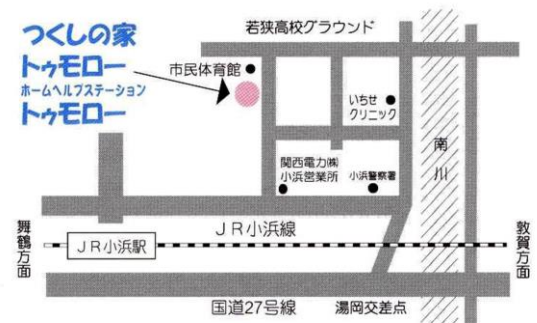 つくしの家
トゥモロー
ホームヘルプステーション
トゥモロー
若狭高校グラウンド
市民体育館
いちせ
クリニック
南川
関西電力㈱
小浜営業所
小浜警察署
舞鶴方面
JR小浜線
JR小浜駅
敦賀方面
国道27号線
湯岡交差点